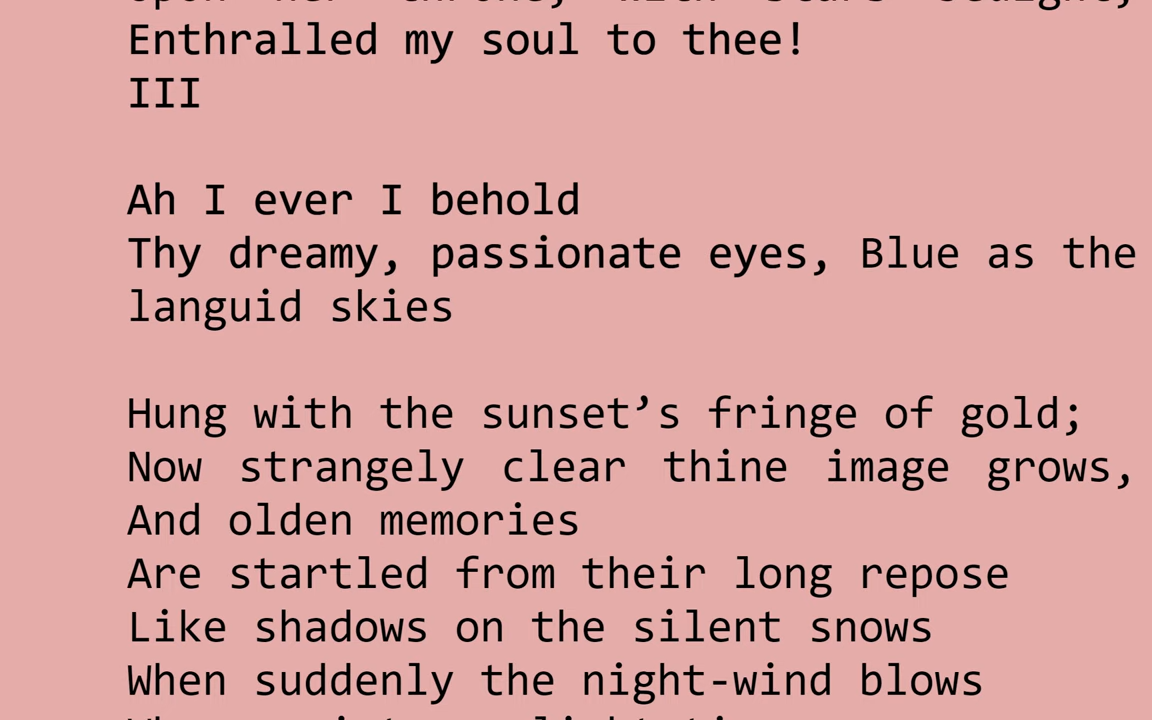 Enthralled my soul to thee!
III
Ah I ever I behold
Thy dreamy, passionate eyes, Blue as the
languid skies
Hung with the sunset’s fringe of gold;
Now strangely clear thine image grows,
And olden memories
Are startled from their long repose
Like shadows on the silent snows
When suddenly the night-wind blows